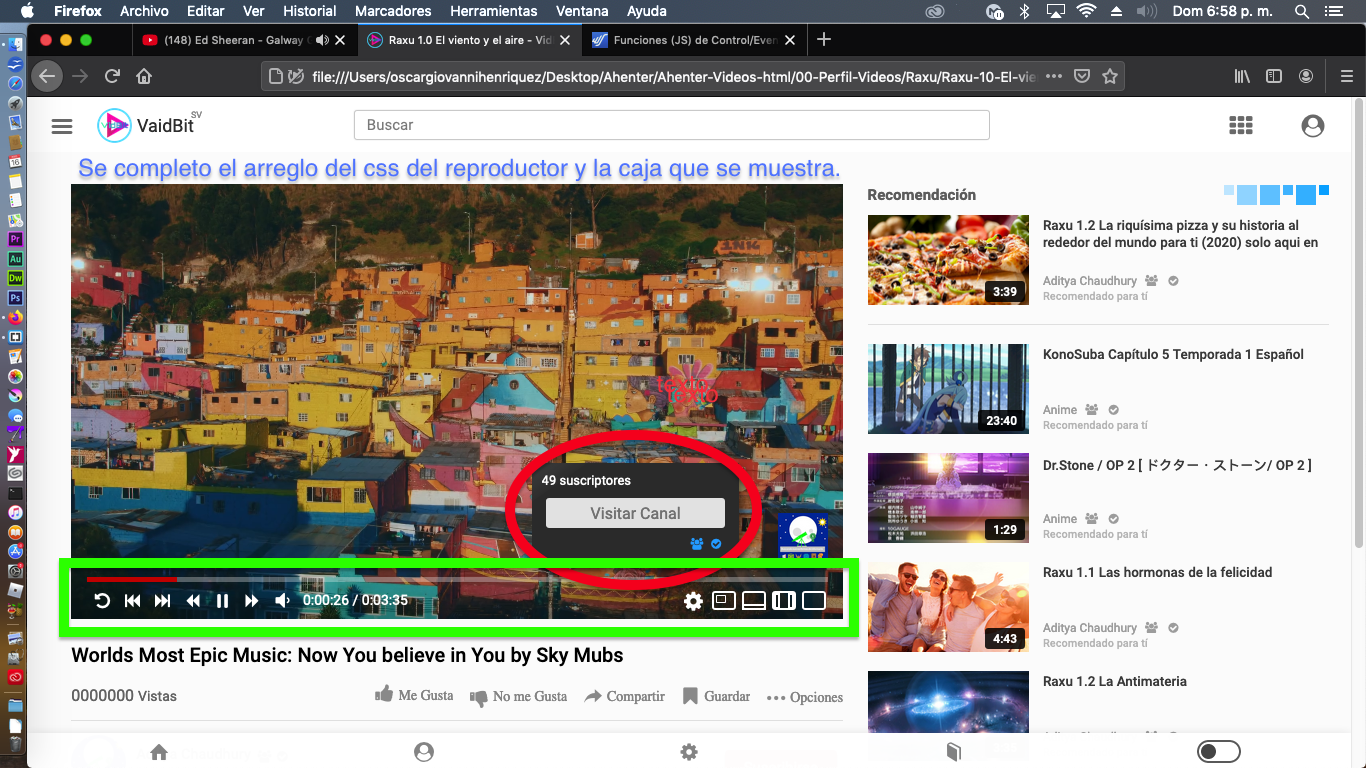 Firefox Archivo Editar Ver Historial Marcadores Herramientas Ventana Ayuda Dom 6:58 p. m.
(148) Ed Sheeran - Galway
Raxu 1.0 El viento y el aire - Vid
Funciones (JS) de Control/Even
file:///Users/oscargiovannihenriquez/Desktop/Ahenter/Ahenter-Videos-html/00-Perfil-Videos/Raxu/Raxu-10-El-vie
VaidBit SV
Buscar
Se completo el arreglo del css del reproductor y la caja que se muestra.
49 suscriptores
Visitar Canal
0:00:26 / 0:03:35
Worlds Most Epic Music: Now You believe in You by Sky Mubs
0000000 Vistas
Me Gusta No me Gusta Compartir Guardar Opciones
Recomendación
3:39
Raxu 1.2 La riquísima pizza y su historia al
rededor del mundo para ti (2020) solo aqui en
Aditya Chaudhury
Recomendado para tí
23:40
KonoSuba Capítulo 5 Temporada 1 Español
Anime
Recomendado para tí
1:29
Dr.Stone / OP 2 [ ドクター・ストーン/ OP 2 ]
Anime
Recomendado para tí
4:43
Raxu 1.1 Las hormonas de la felicidad
Aditya Chaudhury
Recomendado para tí
Raxu 1.2 La Antimateria